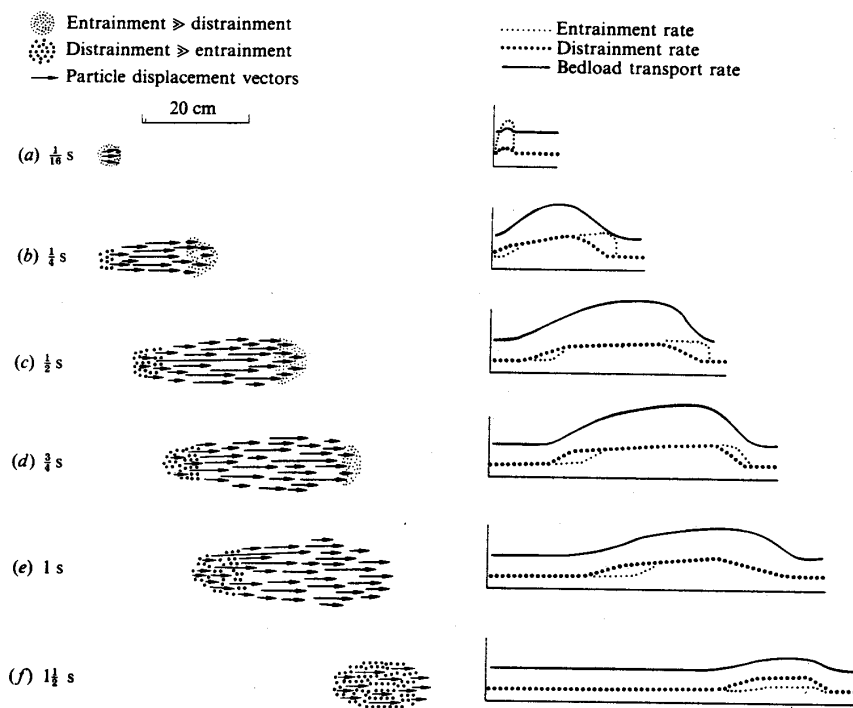 Entrainment ⪢ distrainment
Distrainment ⪢ entrainment
Particle displacement vectors
20 cm
Entrainment rate
Distrainment rate
Bedload transport rate
(a) 1/16 s
(b) 1/4 s
(c) 1/2 s
(d) 3/4 s
(e) 1 s
(f) 1 1/2 s